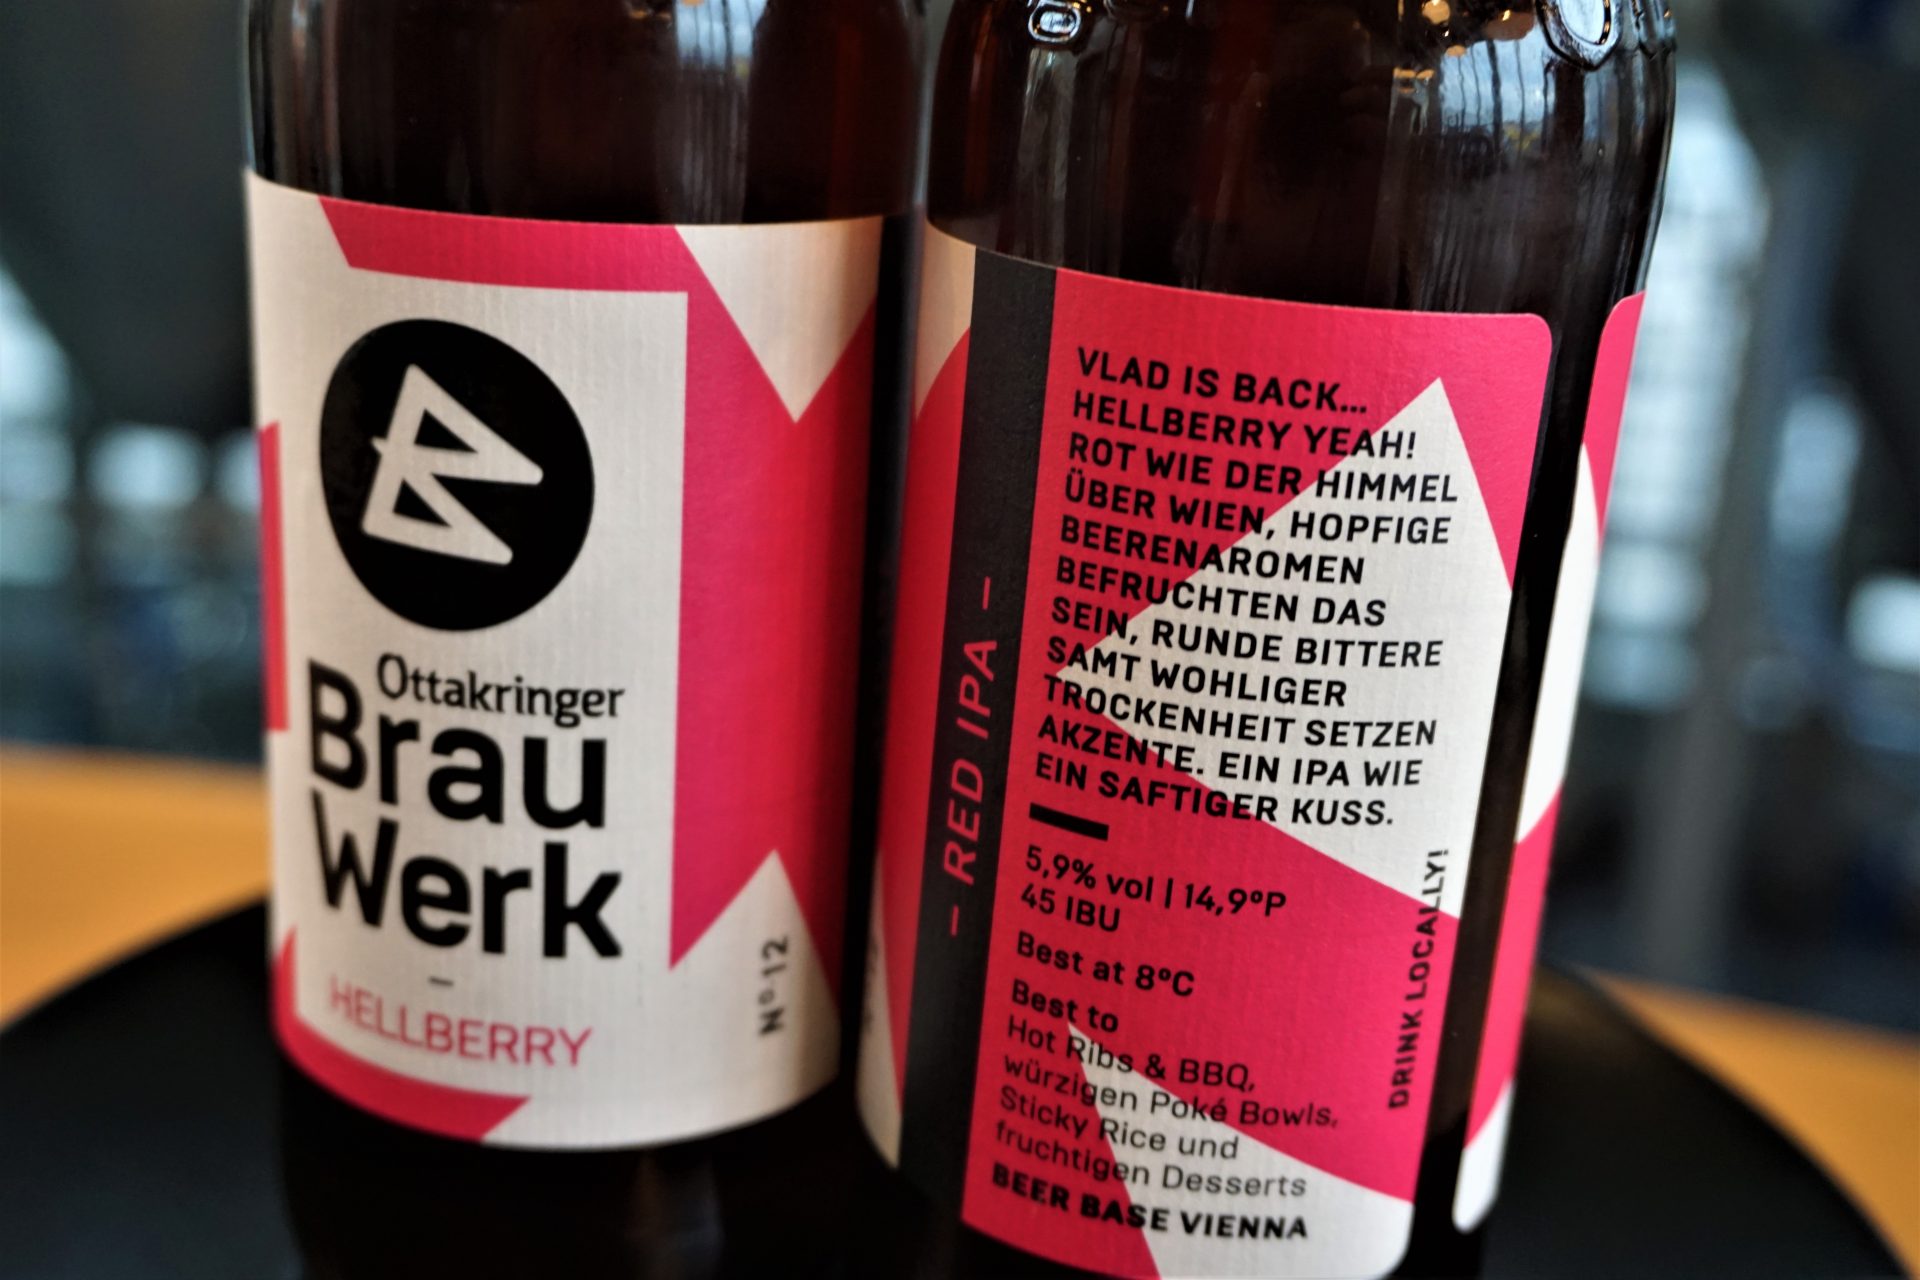 Ottakringer
Brau
Werk
–
HELLBERRY
Nº 12
– RED IPA –
VLAD IS BACK...
HELLBERRY YEAH!
ROT WIE DER HIMMEL
ÜBER WIEN, HOPFIGE
BEERENAROMEN
BEFRUCHTEN DAS
SEIN, RUNDE BITTERE
SAMT WOHLIGER
TROCKENHEIT SETZEN
AKZENTE. EIN IPA WIE
EIN SAFTIGER KUSS.
5,9% vol | 14,9ºP
45 IBU
Best at 8ºC
Best to
Hot Ribs & BBQ,
würzigen Poké Bowls,
Sticky Rice und
fruchtigen Desserts
BEER BASE VIENNA
DRINK LOCALLY!